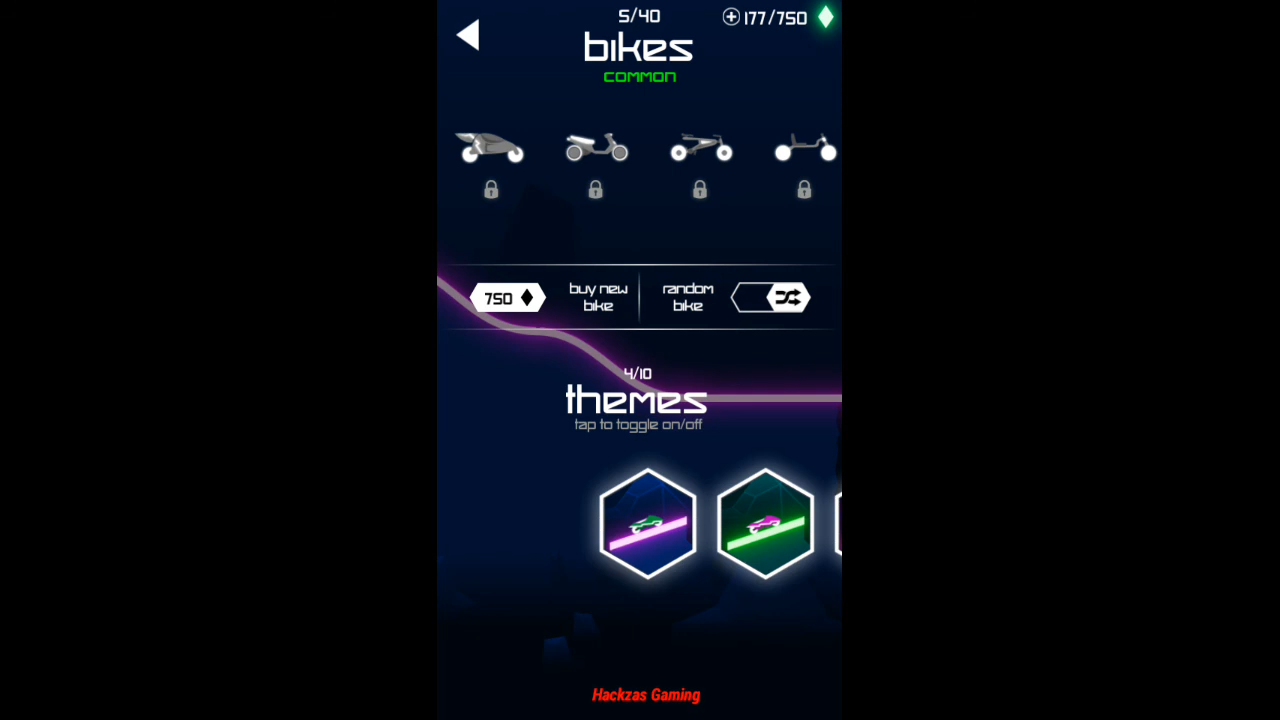 5/40
177/750
bikes
COMMON
750
buy new
bike
random
bike
4/10
themes
tap to toggle on/off
Hackzas Gaming